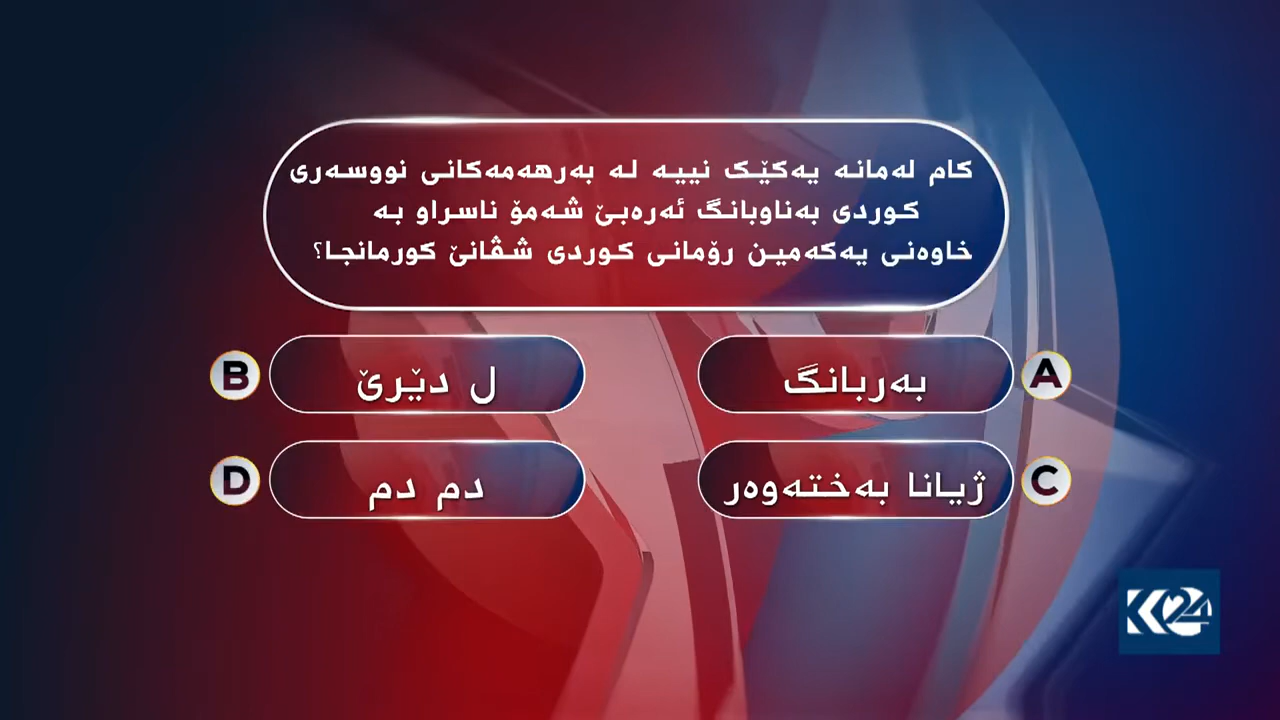 کام لەمانە یەکێک نییە لە بەرهەمەکانی نووسەری
کوردی بەناوبانگ ئەرەبێ شەمۆ ناسراو بە
خاوەنی یەکەمین رۆمانی کوردی شڤانێ کورمانجا؟
A بەربانگ
B ل دێرێ
C ژیانا بەختەوەر
D دم دم
K24